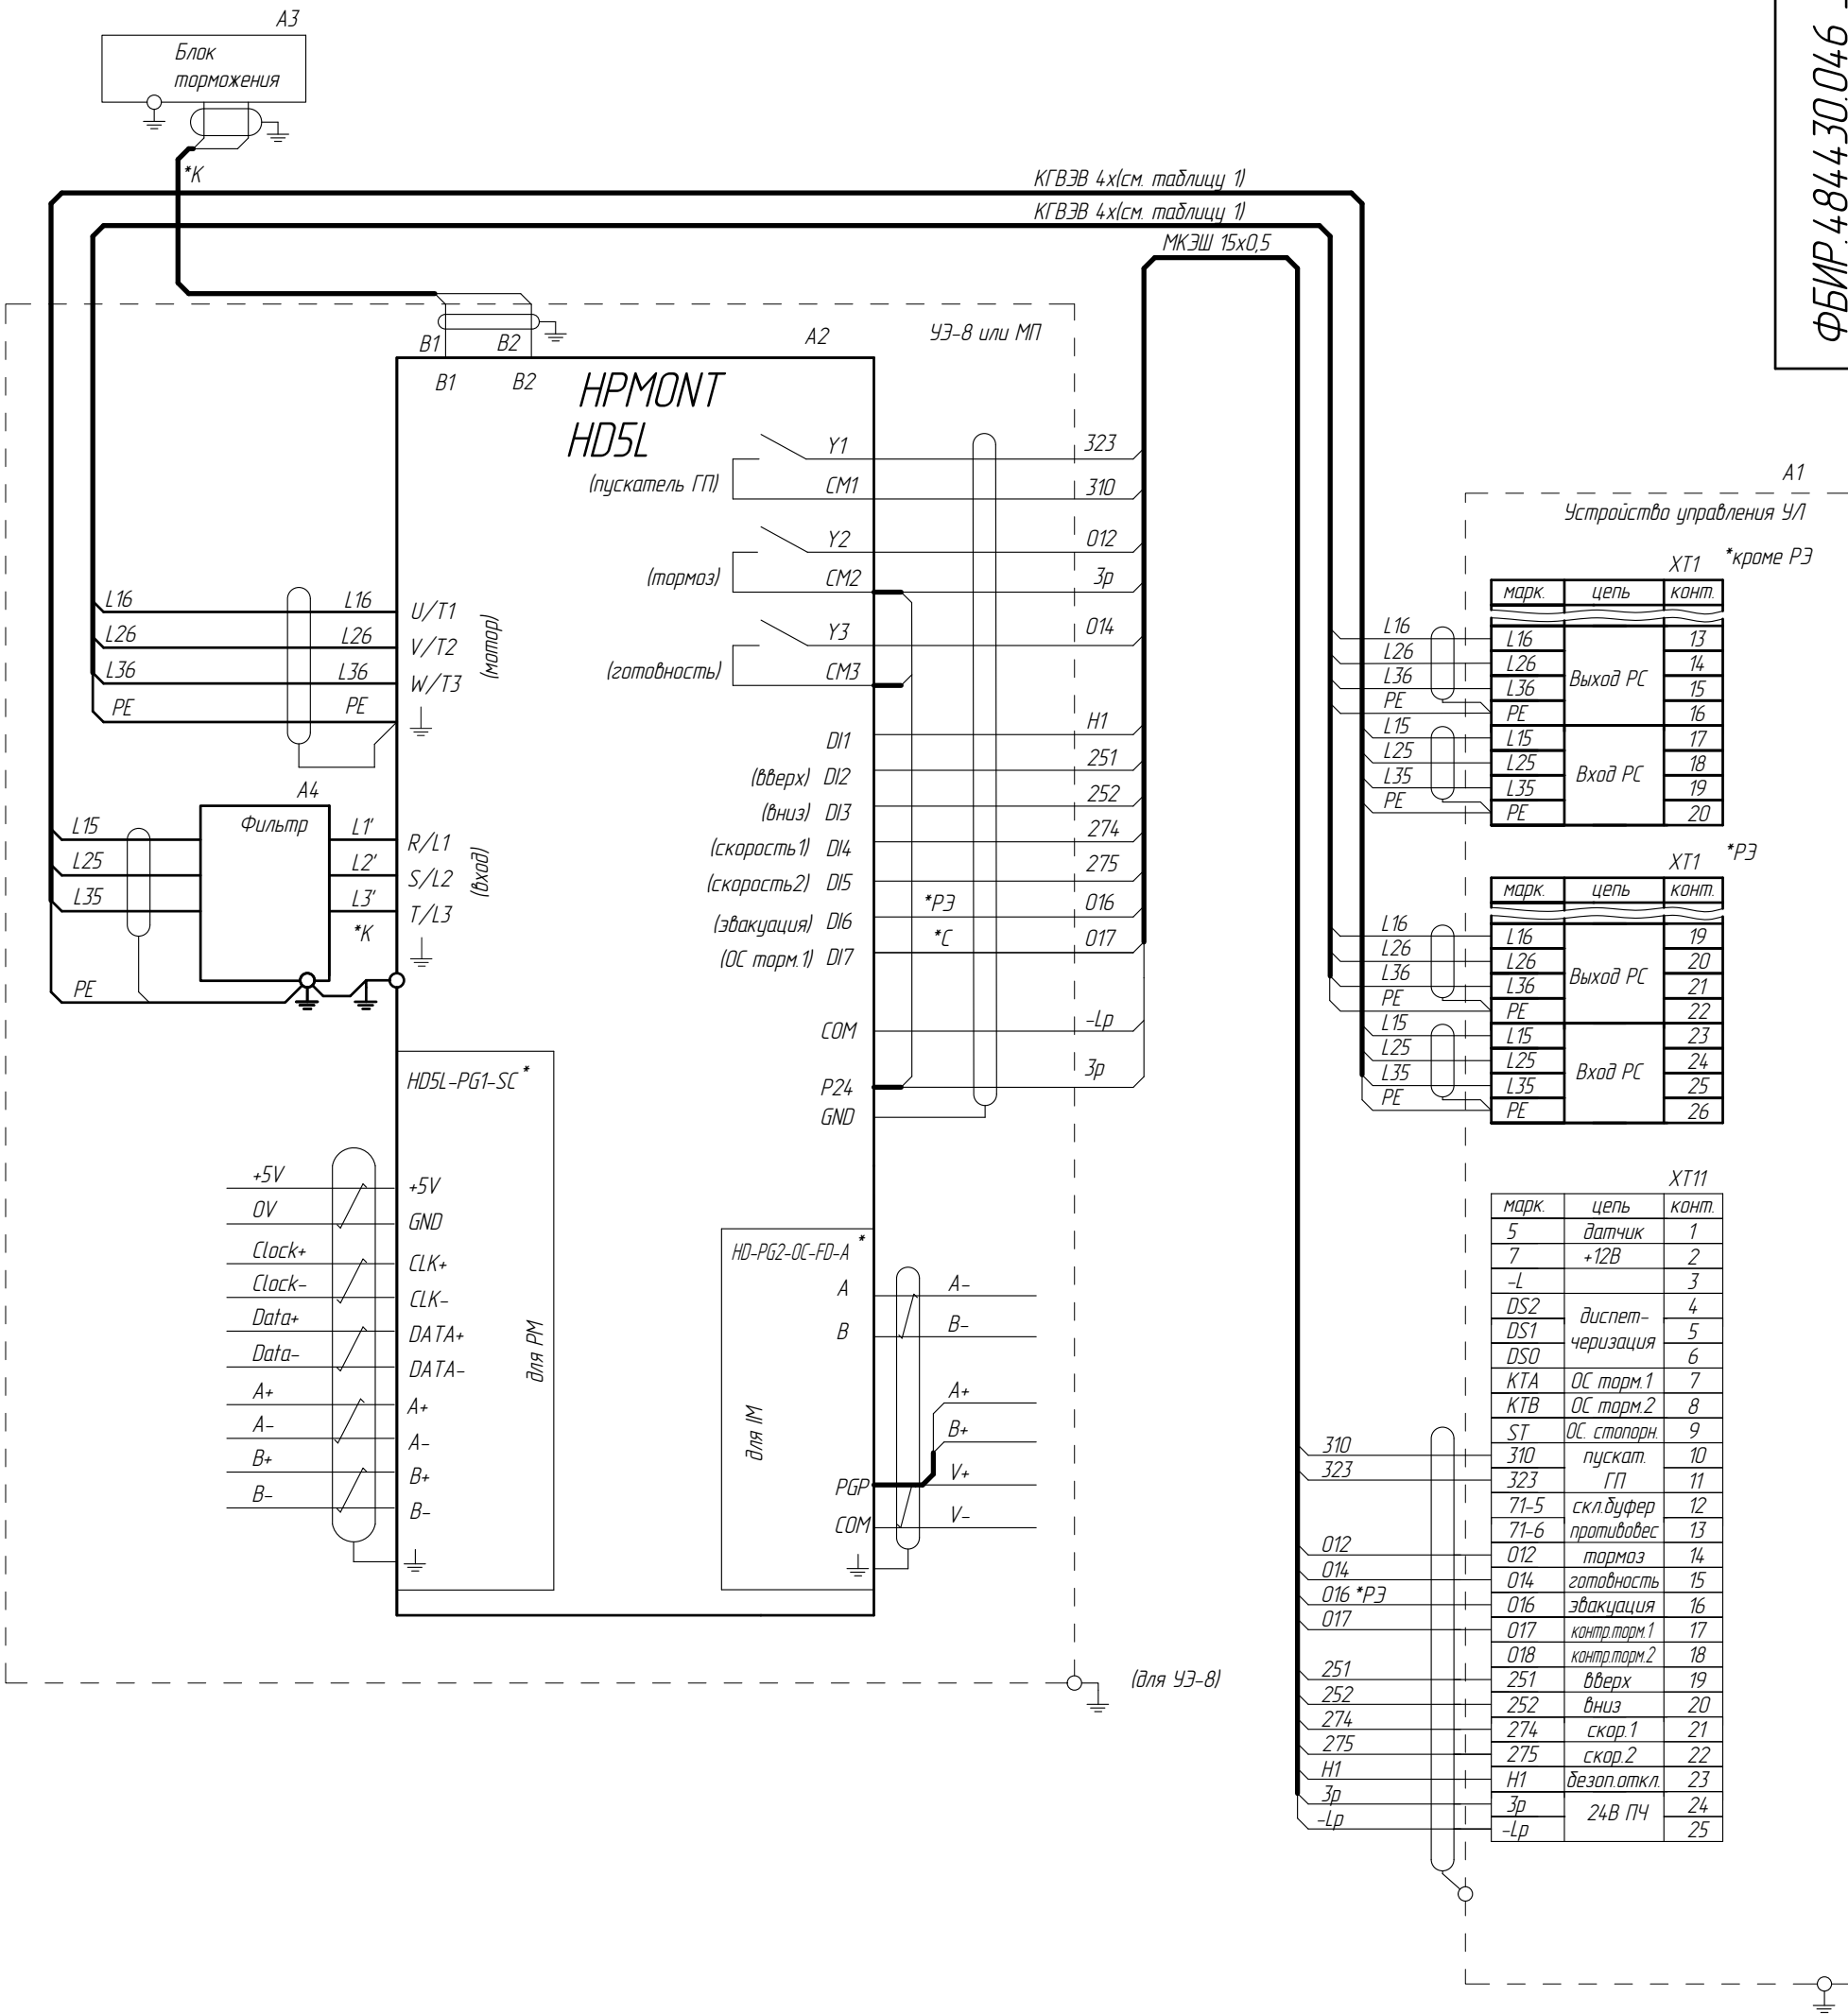 ФБИР.484430.046
А3
Блок
торможения
*К
КГВЭВ 4х(см. таблицу 1)
КГВЭВ 4х(см. таблицу 1)
МКЭШ 15х0,5
УЭ-8 или МП
А2
B1
B2
B1
B2
HPMONT
HD5L
Y1
323
(пускатель ГП)
CM1
310
Y2
012
(тормоз)
CM2
3р
Y3
014
(готовность)
CM3
L16
L16
U/T1
L26
L26
V/T2
L36
L36
W/T3
PE
PE
(мотор)
DI1
H1
(вверх) DI2
251
(вниз) DI3
252
(скорость1) DI4
274
(скорость2) DI5
275
(эвакуация) DI6
*РЭ
016
(ОС торм.1) DI7
*С
017
COM
-Lp
P24
3р
GND
А4
Фильтр
L15
L1'
R/L1
L25
L2'
S/L2
L35
L3'
T/L3
*К
(вход)
PE
HD5L-PG1-SC*
+5V
+5V
0V
GND
Clock+
CLK+
Clock-
CLK-
Data+
DATA+
Data-
DATA-
A+
A+
A-
A-
B+
B+
B-
B-
для РМ
HD-PG2-OC-FD-A*
A
A-
B
B-
A+
B+
PGP
V+
COM
V-
для IM
(для УЭ-8)
А1
Устройство управления УЛ
ХТ1
*кроме РЭ
марк. цепь конт.
L16
L16 13
L26
L26 14
L36
L36 15
PE
PE 16
Выход РС
L15
L15 17
L25
L25 18
L35
L35 19
PE
PE 20
Вход РС
ХТ1
*РЭ
марк. цепь конт.
L16
L16 19
L26
L26 20
L36
L36 21
PE
PE 22
Выход РС
L15
L15 23
L25
L25 24
L35
L35 25
PE
PE 26
Вход РС
ХТ11
марк. цепь конт.
5 датчик 1
7 +12В 2
-L 3
DS2 диспет- 4
DS1 черизация 5
DS0 6
КТА ОС торм.1 7
КТВ ОС торм.2 8
ST ОС. стопорн. 9
310
310 пускат. 10
323
323 ГП 11
71-5 скл.буфер 12
71-6 противовес 13
012
012 тормоз 14
014
014 готовность 15
016 *РЭ
016 эвакуация 16
017
017 контр.торм.1 17
018 контр.торм.2 18
251
251 вверх 19
252
252 вниз 20
274
274 скор.1 21
275
275 скор.2 22
H1
H1 безоп.откл. 23
3р
3р 24В ПЧ 24
-Lp
-Lp 25